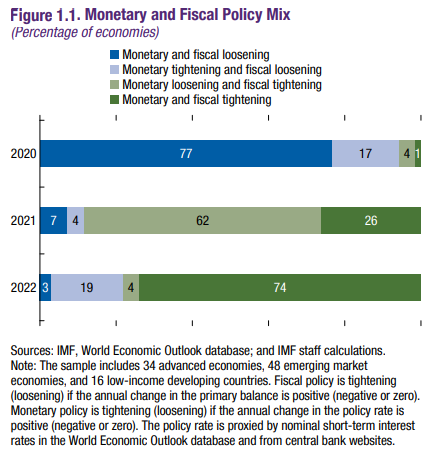 Figure 1.1. Monetary and Fiscal Policy Mix
(Percentage of economies)
Monetary and fiscal loosening
Monetary tightening and fiscal loosening
Monetary loosening and fiscal tightening
Monetary and fiscal tightening
2020 77 17 4 1
2021 7 4 62 26
2022 3 19 4 74
Sources: IMF, World Economic Outlook database; and IMF staff calculations.
Note: The sample includes 34 advanced economies, 48 emerging market
economies, and 16 low-income developing countries. Fiscal policy is tightening
(loosening) if the annual change in the primary balance is positive (negative or zero).
Monetary policy is tightening (loosening) if the annual change in the policy rate is
positive (negative or zero). The policy rate is proxied by nominal short-term interest
rates in the World Economic Outlook database and from central bank websites.